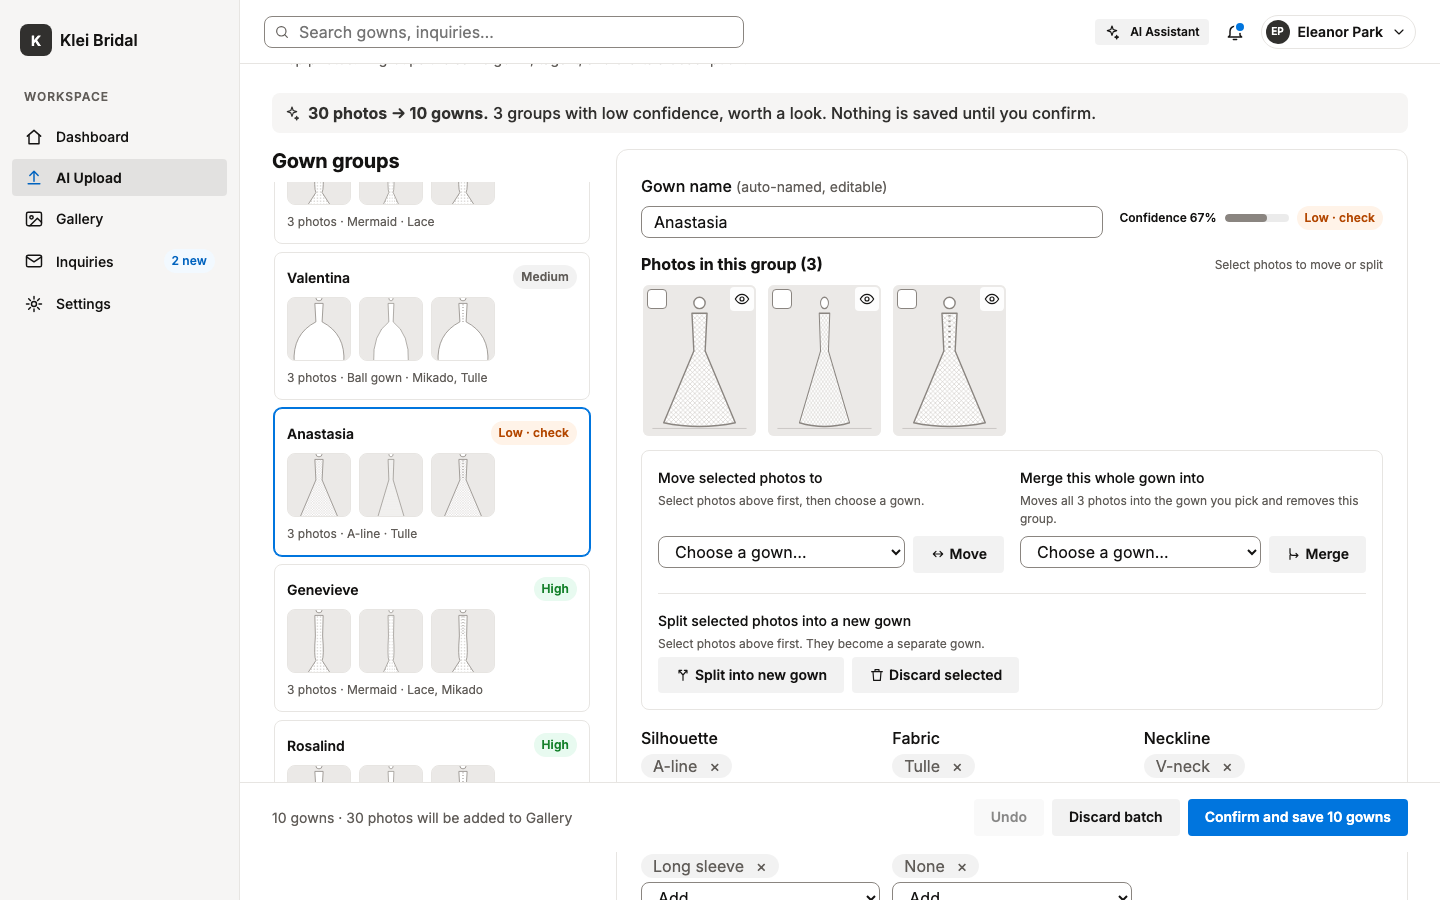 K Klei Bridal
WORKSPACE
Dashboard
AI Upload
Gallery
Inquiries 2 new
Settings
Search gowns, inquiries...
AI Assistant
EP Eleanor Park
30 photos → 10 gowns. 3 groups with low confidence, worth a look. Nothing is saved until you confirm.
Gown groups
3 photos · Mermaid · Lace
Valentina Medium
3 photos · Ball gown · Mikado, Tulle
Anastasia Low · check
3 photos · A-line · Tulle
Genevieve High
3 photos · Mermaid · Lace, Mikado
Rosalind High
Gown name (auto-named, editable)
Anastasia
Confidence 67% Low · check
Photos in this group (3)
Select photos to move or split
Move selected photos to
Select photos above first, then choose a gown.
Choose a gown...
Move
Merge this whole gown into
Moves all 3 photos into the gown you pick and removes this
group.
Choose a gown...
Merge
Split selected photos into a new gown
Select photos above first. They become a separate gown.
Split into new gown
Discard selected
Silhouette
A-line ×
Fabric
Tulle ×
Neckline
V-neck ×
10 gowns · 30 photos will be added to Gallery
Undo
Discard batch
Confirm and save 10 gowns
Long sleeve ×
Add
None ×
Add